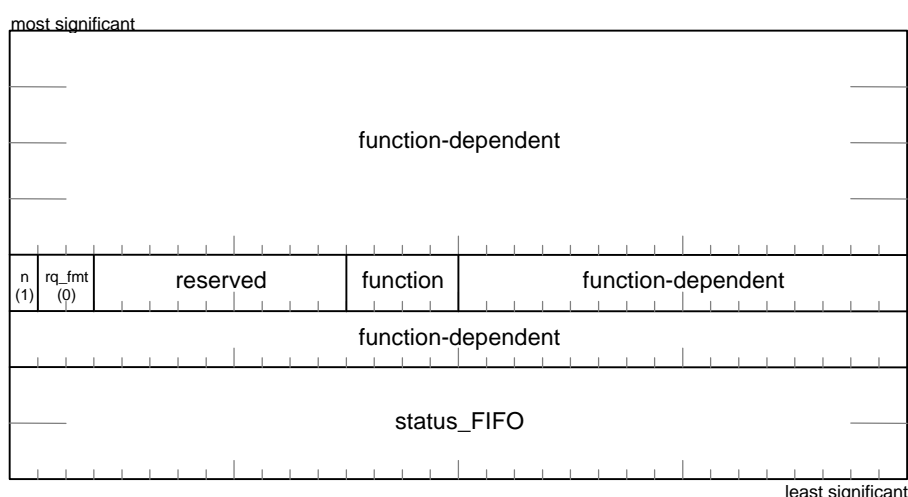 most significant
function-dependent
n rq_fmt reserved function function-dependent
(1) (0)
function-dependent
status_FIFO
least significant